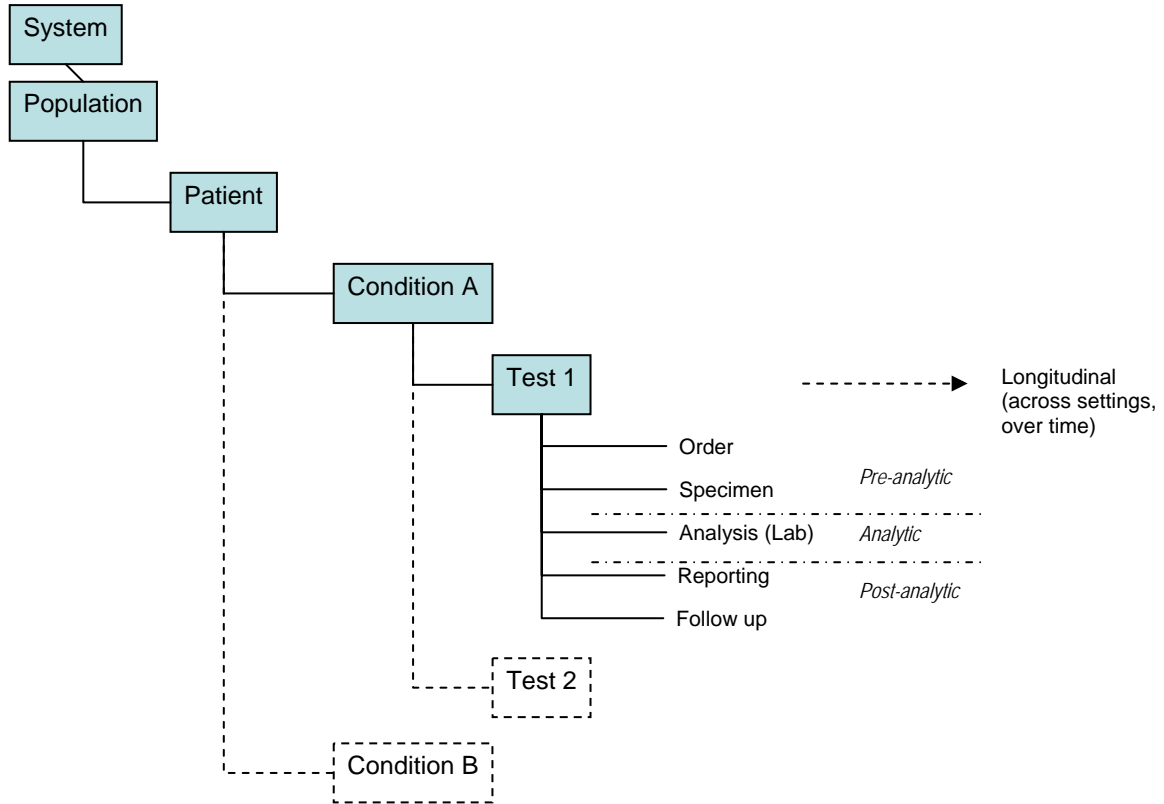 System
Population
Patient
Condition A
Test 1
Longitudinal
(across settings,
over time)
Order
Specimen
Pre-analytic
Analysis (Lab)
Analytic
Reporting
Post-analytic
Follow up
Test 2
Condition B